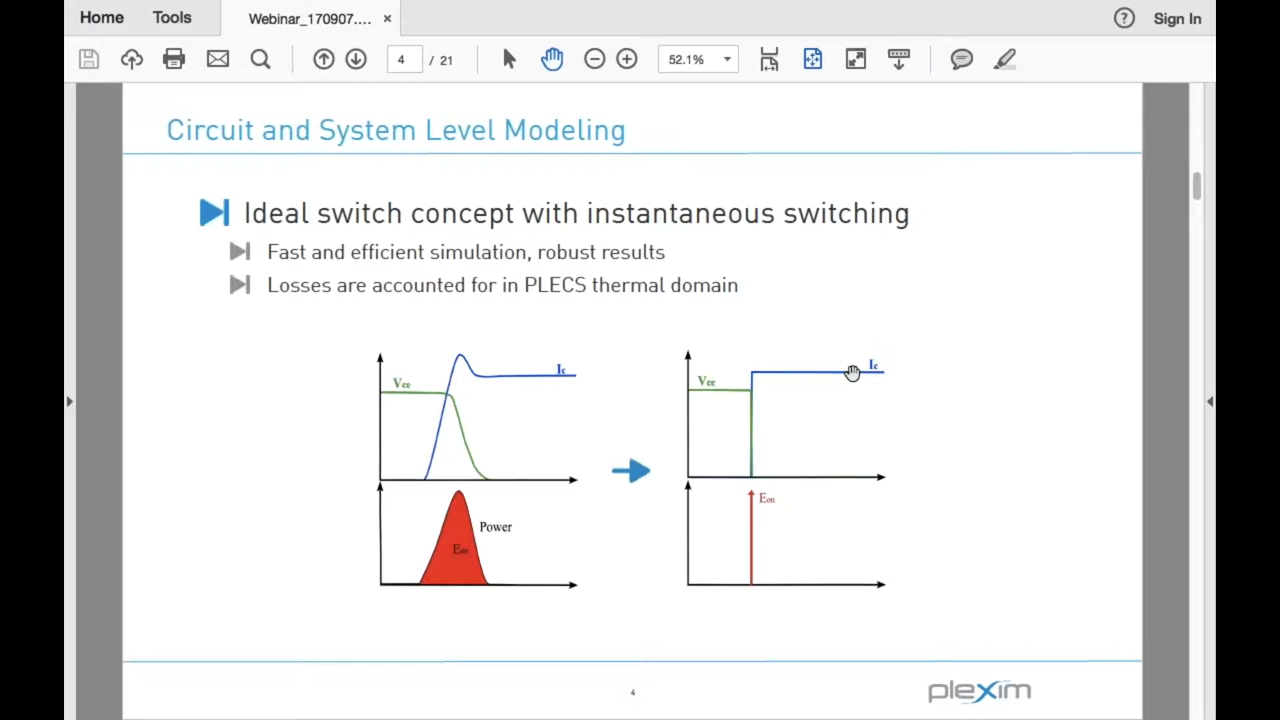 Home Tools Webinar_170907.... × ? Sign In
4 / 21 52.1%
Circuit and System Level Modeling
Ideal switch concept with instantaneous switching
Fast and efficient simulation, robust results
Losses are accounted for in PLECS thermal domain
Vce Ic
Power
Eon
Vce Ic
Eon
4
plexim